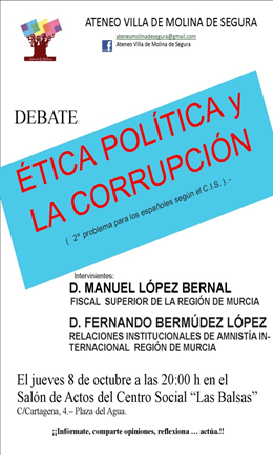 ATENEO VILLA DE MOLINA DE SEGURA
ateneomolinadesegura@gmail.com
Ateneo Villa de Molina de Segura
DEBATE
ÉTICA POLÍTICA y
LA CORRUPCIÓN
( 2º problema para los españoles según el C.I.S.. ) .-
Intervinientes:
D. MANUEL LÓPEZ BERNAL
FISCAL SUPERIOR DE LA REGIÓN DE MURCIA
D. FERNANDO BERMÚDEZ LÓPEZ
RELACIONES INSTITUCIONALES DE AMNISTÍA IN-
TERNACIONAL REGIÓN DE MURCIA
El jueves 8 de octubre a las 20:00 h en el
Salón de Actos del Centro Social “Las Balsas”
C/Cartagena, 4.– Plaza del Agua.
¡¡¡Infórmate, comparte opiniones, reflexiona ... actúa.!!!